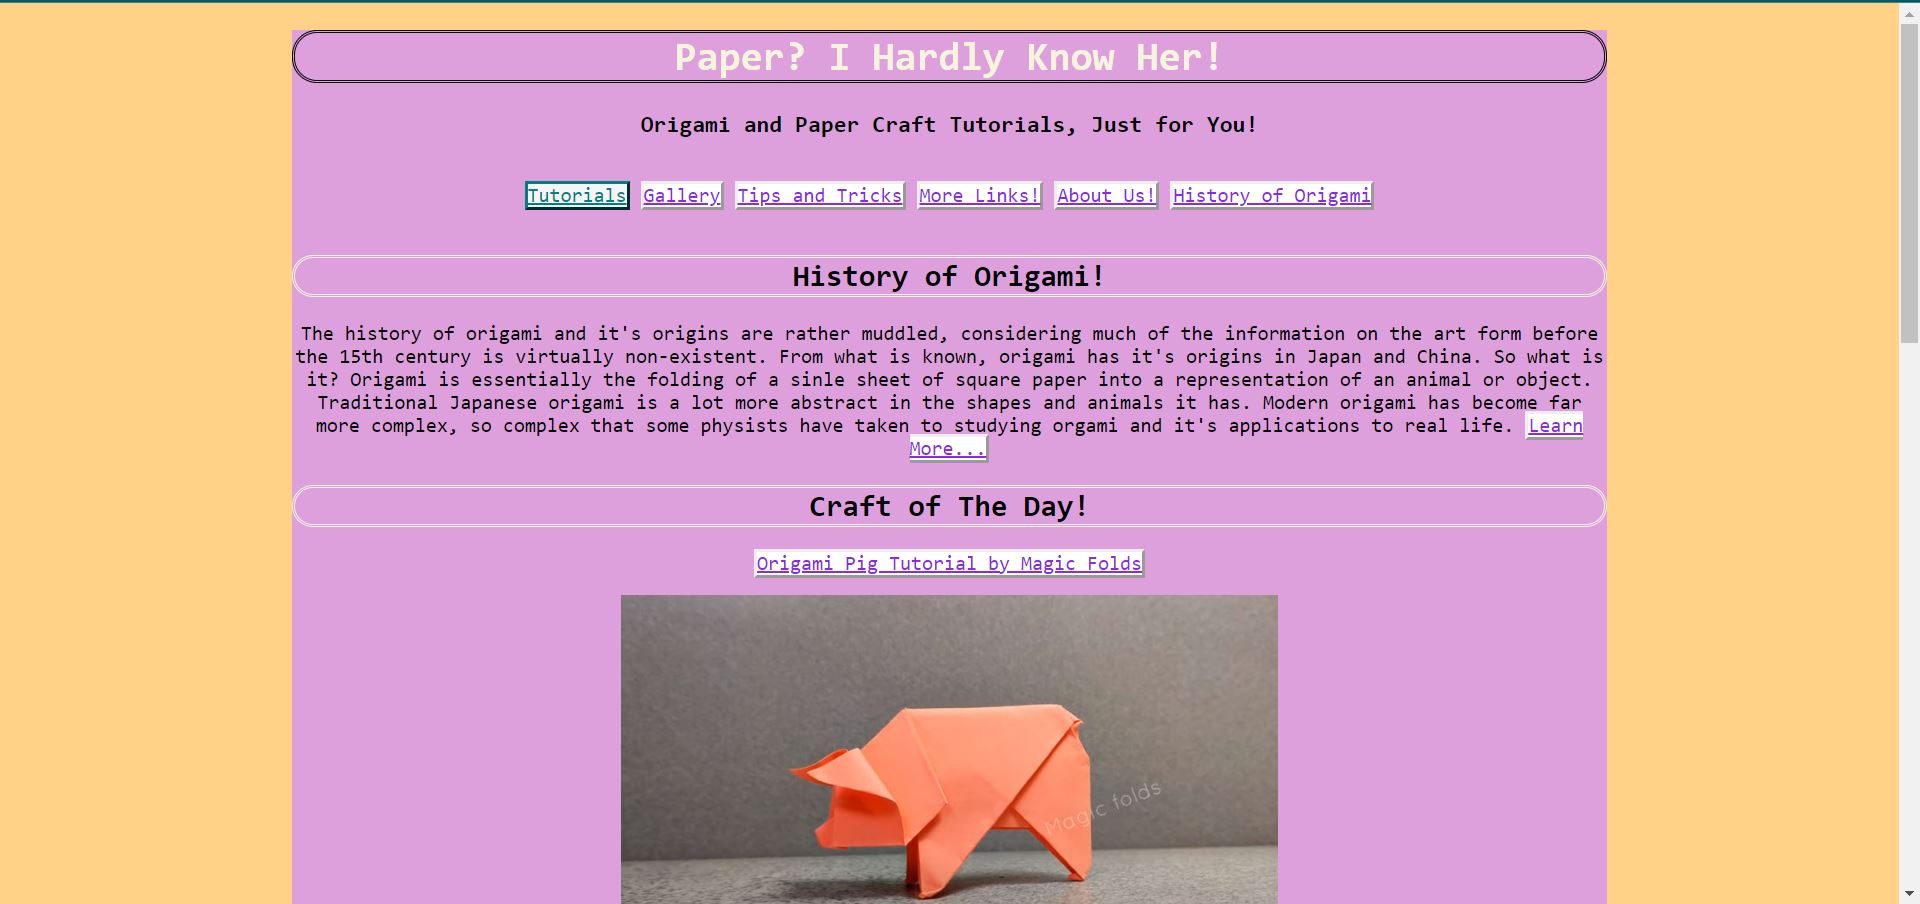 Paper? I Hardly Know Her!
Origami and Paper Craft Tutorials, Just for You!
Tutorials Gallery Tips and Tricks More Links! About Us! History of Origami
History of Origami!
The history of origami and it's origins are rather muddled, considering much of the information on the art form before
the 15th century is virtually non-existent. From what is known, origami has it's origins in Japan and China. So what is
it? Origami is essentially the folding of a sinle sheet of square paper into a representation of an animal or object.
Traditional Japanese origami is a lot more abstract in the shapes and animals it has. Modern origami has become far
more complex, so complex that some physists have taken to studying orgami and it's applications to real life. Learn
More...
Craft of The Day!
Origami Pig Tutorial by Magic Folds
Magic folds